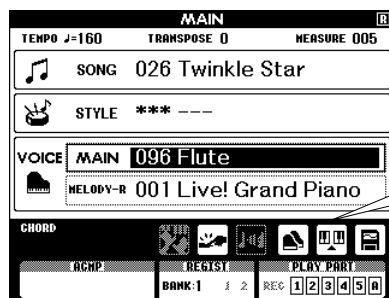 MAIN R
TEMPO ♩=160 TRANSPOSE 0 MEASURE 005
SONG 026 Twinkle Star
STYLE *** ---
VOICE MAIN 096 Flute
MELODY-R 001 Live! Grand Piano
CHORD
ACMP REGIST PLAY PART
BANK:1 1 2 REC 1 2 3 4 5 A